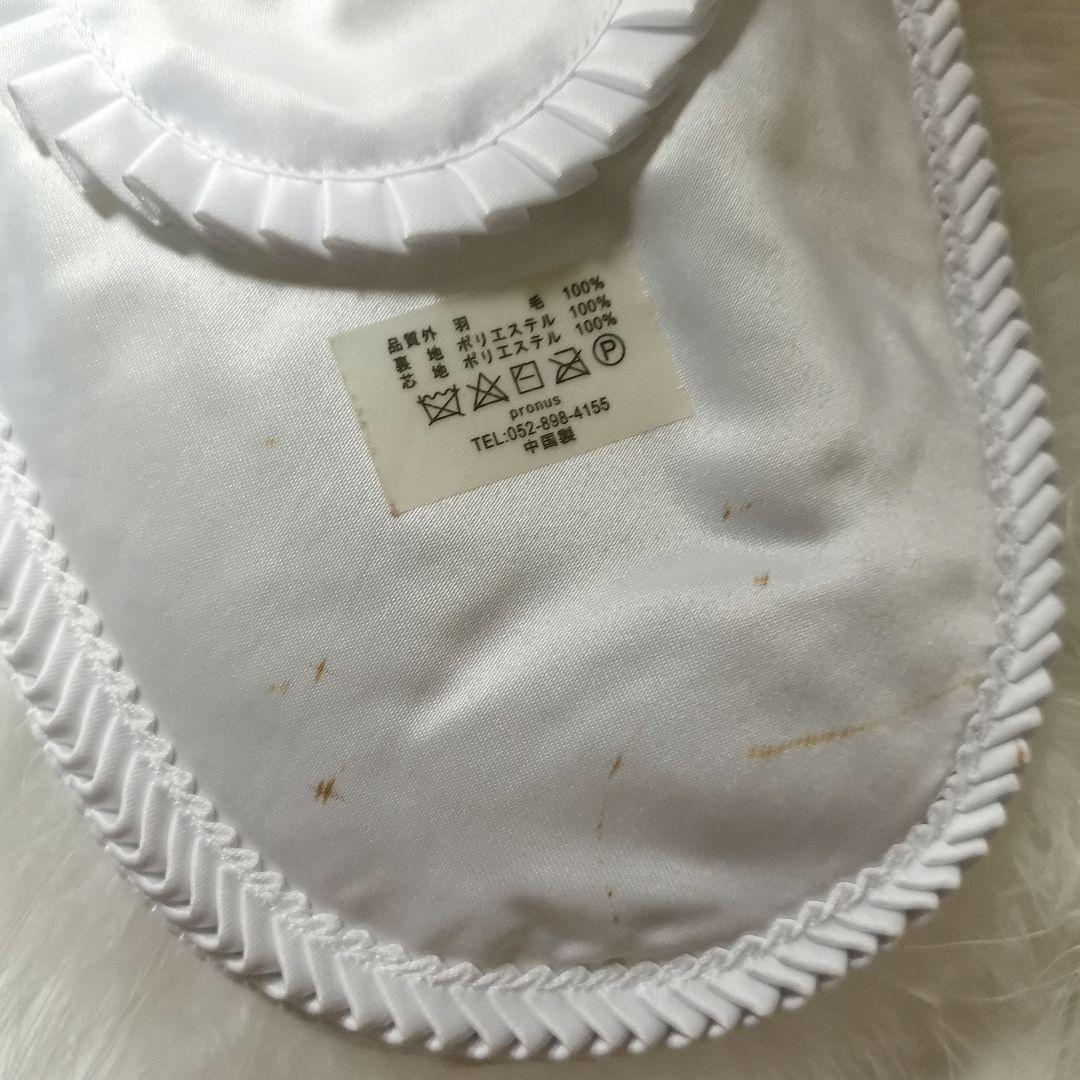 品質外 羽 毛 100%
裏 地 ポリエステル 100%
芯 地 ポリエステル 100%
P
pronus
TEL:052-898-4155
中国製